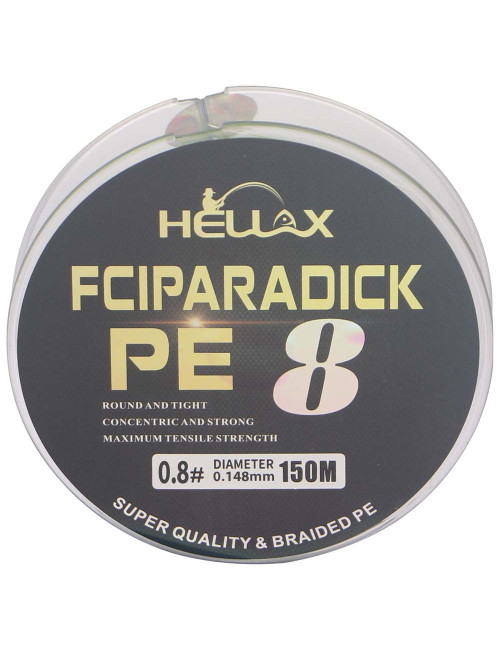 HELLAX
FCIPARADICK
PE 8
ROUND AND TIGHT
CONCENTRIC AND STRONG
MAXIMUM TENSILE STRENGTH
0.8# DIAMETER 0.148mm 150M
SUPER QUALITY & BRAIDED PE